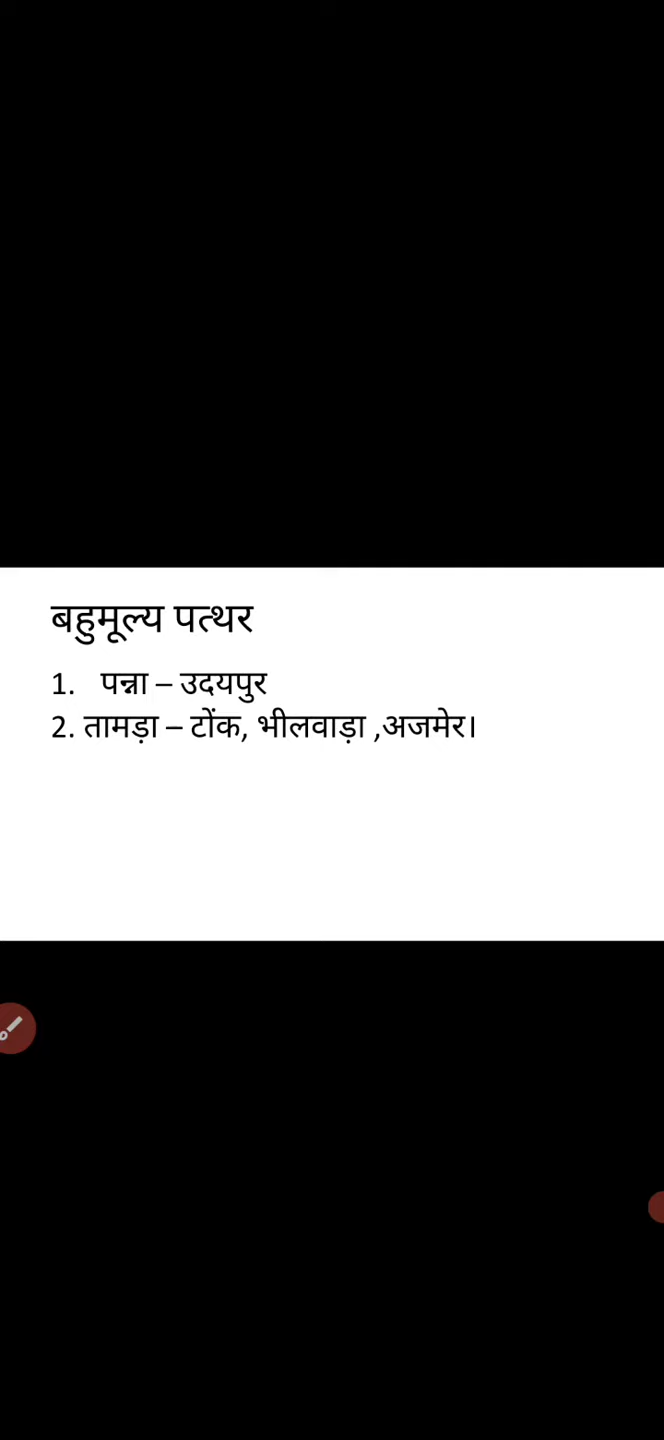 बहुमूल्य पत्थर
1. पन्ना – उदयपुर
2. तामड़ा – टोंक, भीलवाड़ा ,अजमेर।